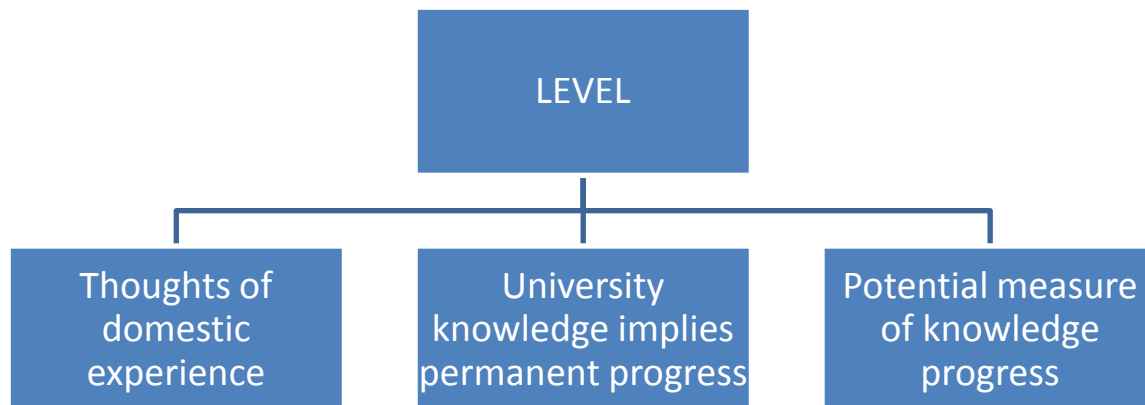 LEVEL
Thoughts of
domestic
experience
University
knowledge implies
permanent progress
Potential measure
of knowledge
progress